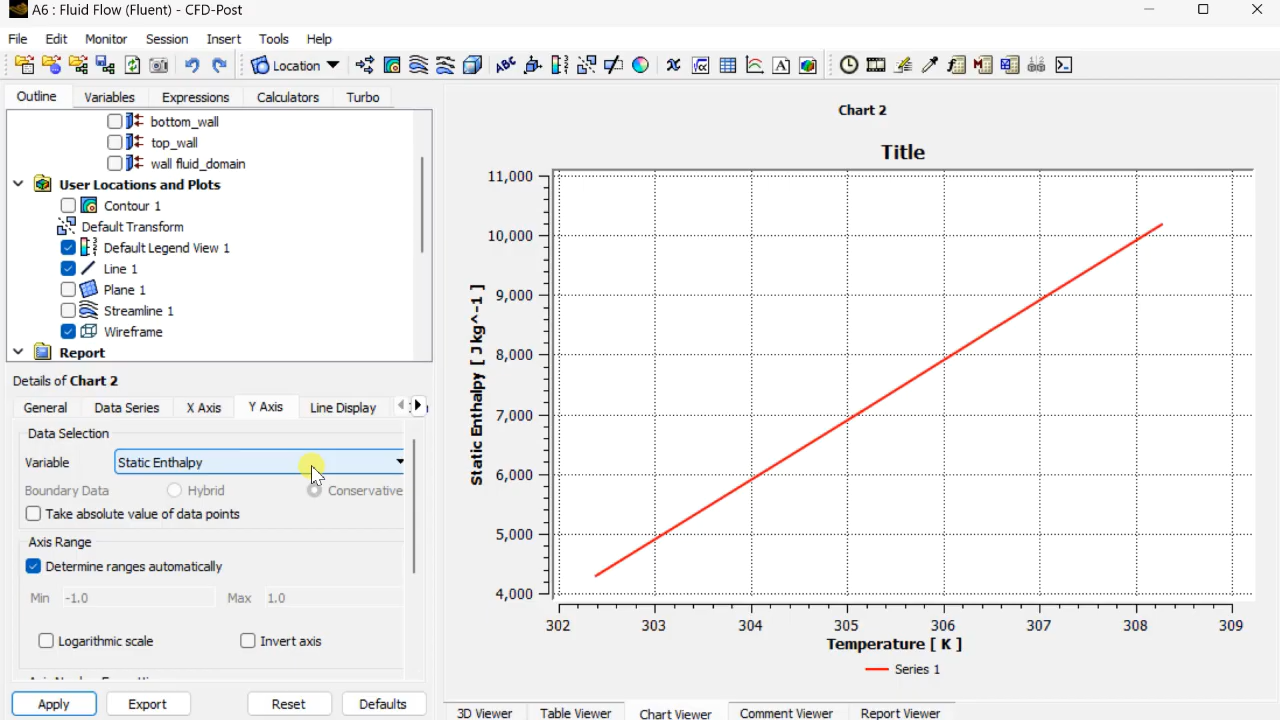 A6 : Fluid Flow (Fluent) - CFD-Post
File Edit Monitor Session Insert Tools Help
Location
Outline Variables Expressions Calculators Turbo
bottom_wall
top_wall
wall fluid_domain
User Locations and Plots
Contour 1
Default Transform
Default Legend View 1
Line 1
Plane 1
Streamline 1
Wireframe
Report
Details of Chart 2
General Data Series X Axis Y Axis Line Display
Data Selection
Variable Static Enthalpy
Boundary Data Hybrid Conservative
Take absolute value of data points
Axis Range
Determine ranges automatically
Min -1.0 Max 1.0
Logarithmic scale Invert axis
Apply Export Reset Defaults
Chart 2
Title
11,000
10,000
9,000
8,000
7,000
6,000
5,000
4,000
Static Enthalpy [ J kg^-1 ]
302 303 304 305 306 307 308 309
Temperature [ K ]
Series 1
3D Viewer Table Viewer Chart Viewer Comment Viewer Report Viewer